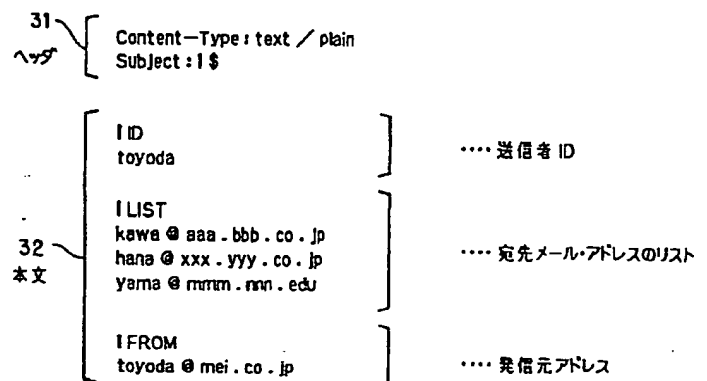 31
ヘッダ
Content-Type : text / plain
Subject : ! $
! ID
toyoda
‥‥ 送信者 ID
! LIST
kawa @ aaa . bbb . co . jp
hana @ xxx . yyy . co . jp
yama @ mmm . nnn . edu
‥‥ 宛先メール・アドレスのリスト
32
本文
! FROM
toyoda @ mei . co . jp
‥‥ 発信元アドレス